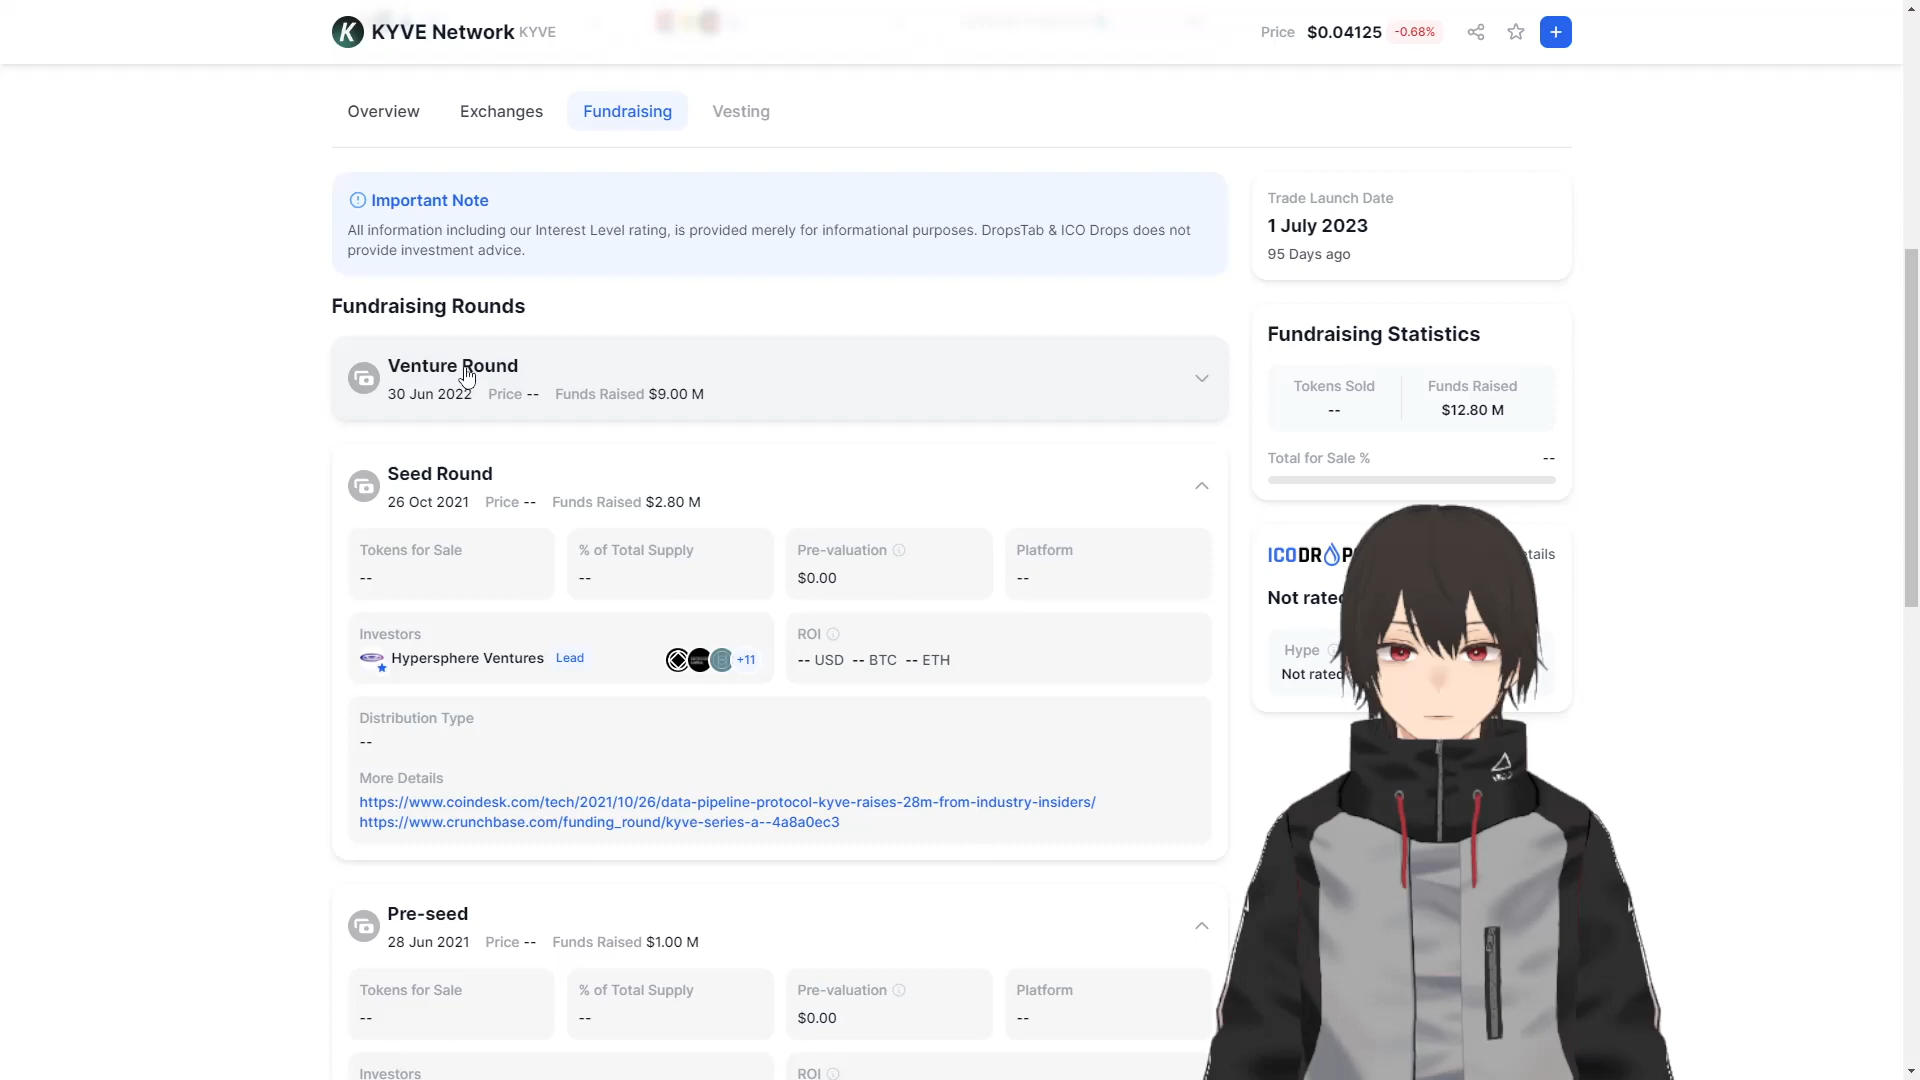 KYVE Network KYVE
Price $0.04125 -0.68%
Overview Exchanges Fundraising Vesting
Important Note
All information including our Interest Level rating, is provided merely for informational purposes. DropsTab & ICO Drops does not
provide investment advice.
Trade Launch Date
1 July 2023
95 Days ago
Fundraising Rounds
Venture Round
30 Jun 2022 Price -- Funds Raised $9.00 M
Fundraising Statistics
Tokens Sold Funds Raised
-- $12.80 M
Total for Sale % --
Seed Round
26 Oct 2021 Price -- Funds Raised $2.80 M
Tokens for Sale % of Total Supply Pre-valuation Platform
-- -- $0.00 --
Investors ROI
Hypersphere Ventures Lead +11 -- USD -- BTC -- ETH
Distribution Type
--
More Details
https://www.coindesk.com/tech/2021/10/26/data-pipeline-protocol-kyve-raises-28m-from-industry-insiders/
https://www.crunchbase.com/funding_round/kyve-series-a--4a8a0ec3
ICODROP
Not rated
Hype
Not rated
Pre-seed
28 Jun 2021 Price -- Funds Raised $1.00 M
Tokens for Sale % of Total Supply Pre-valuation Platform
-- -- $0.00 --
Investors ROI